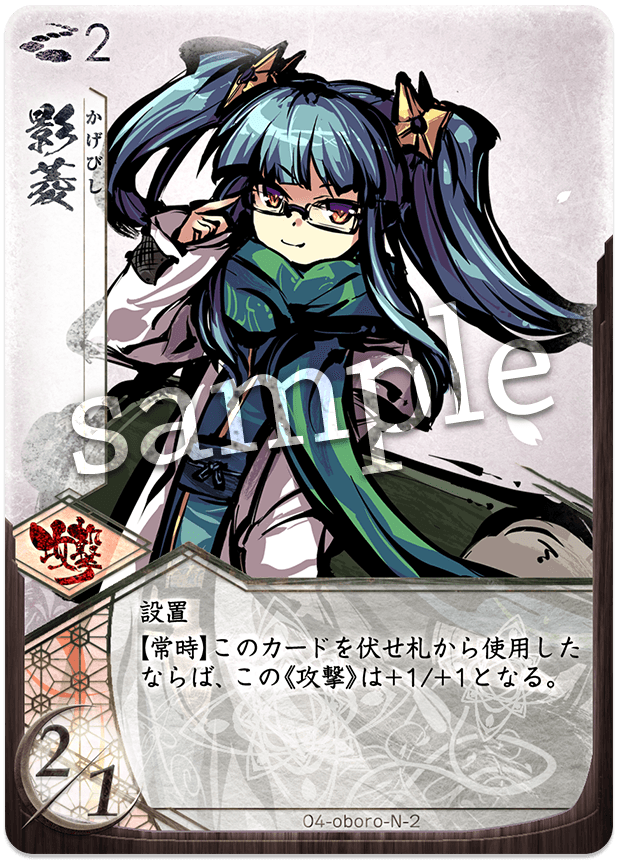 2
影菱
かげびし
sample
攻撃
設置
【常時】このカードを伏せ札から使用した
ならば、この《攻撃》は+1/+1となる。
2/1
04-oboro-N-2